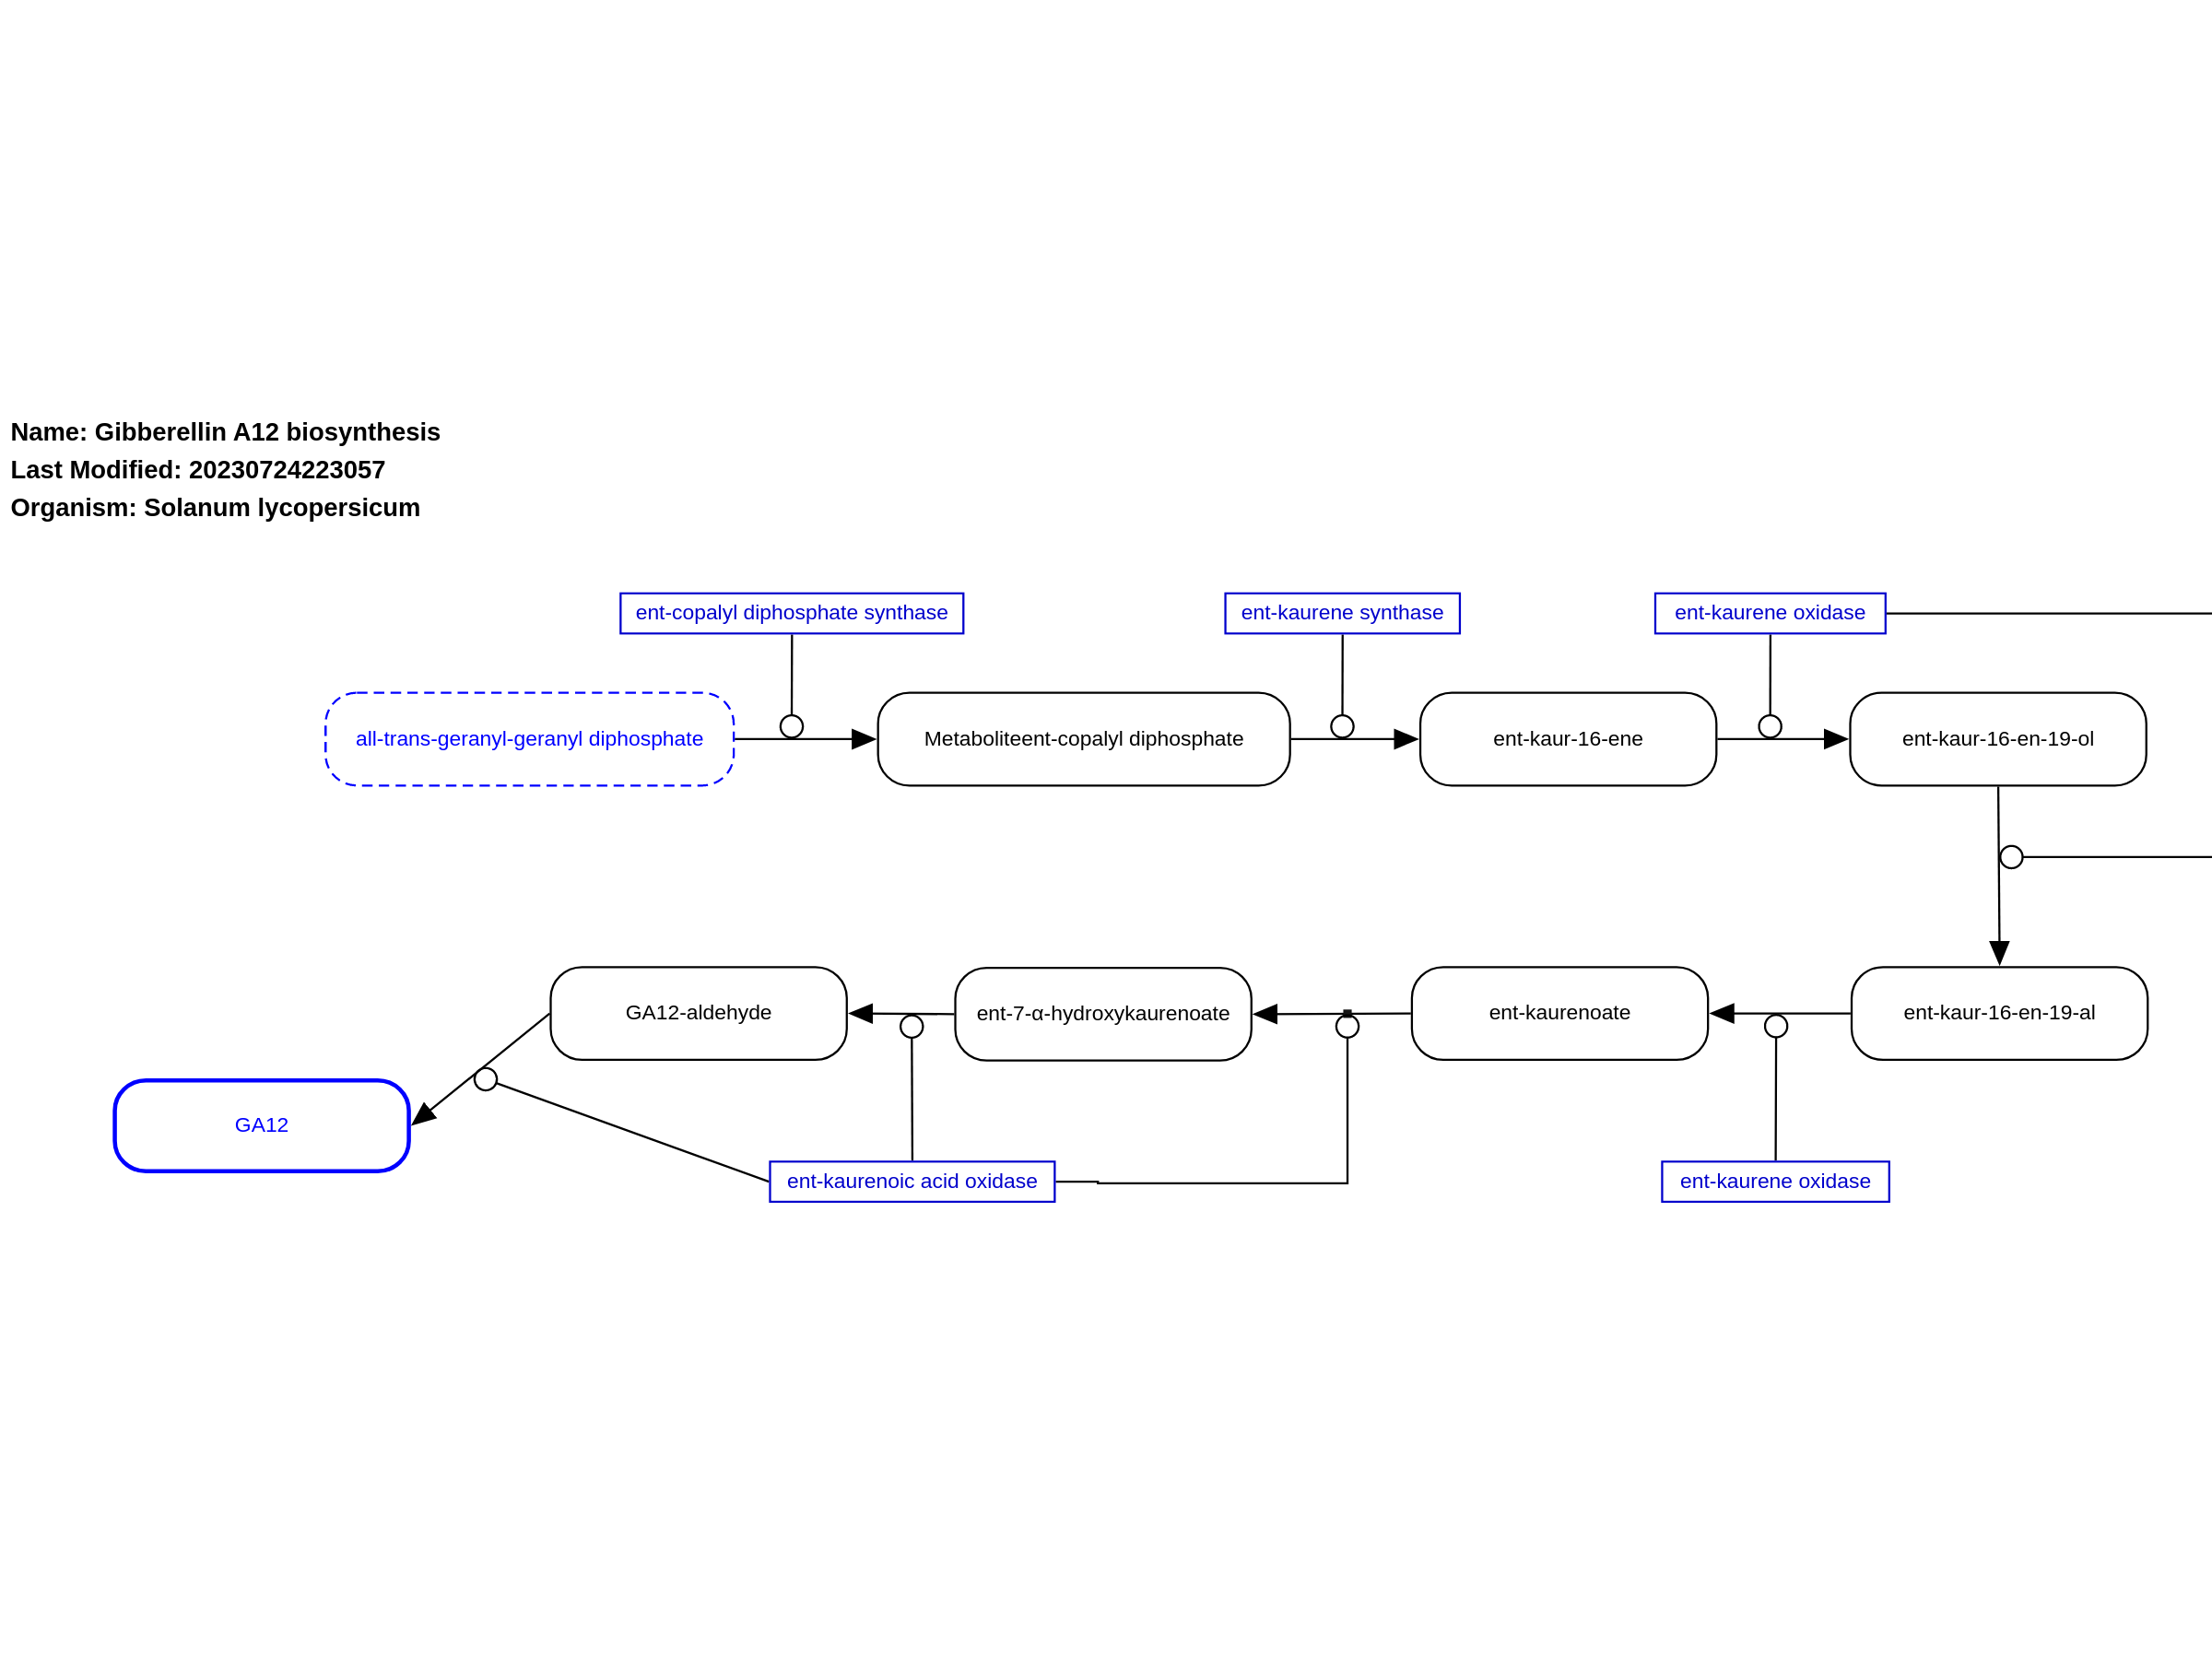 Name: Gibberellin A12 biosynthesis
Last Modified: 20230724223057
Organism: Solanum lycopersicum
ent-copalyl diphosphate synthase
ent-kaurene synthase
ent-kaurene oxidase
all-trans-geranyl-geranyl diphosphate
Metaboliteent-copalyl diphosphate
ent-kaur-16-ene
ent-kaur-16-en-19-ol
GA12-aldehyde
ent-7-α-hydroxykaurenoate
ent-kaurenoate
ent-kaur-16-en-19-al
GA12
ent-kaurenoic acid oxidase
ent-kaurene oxidase